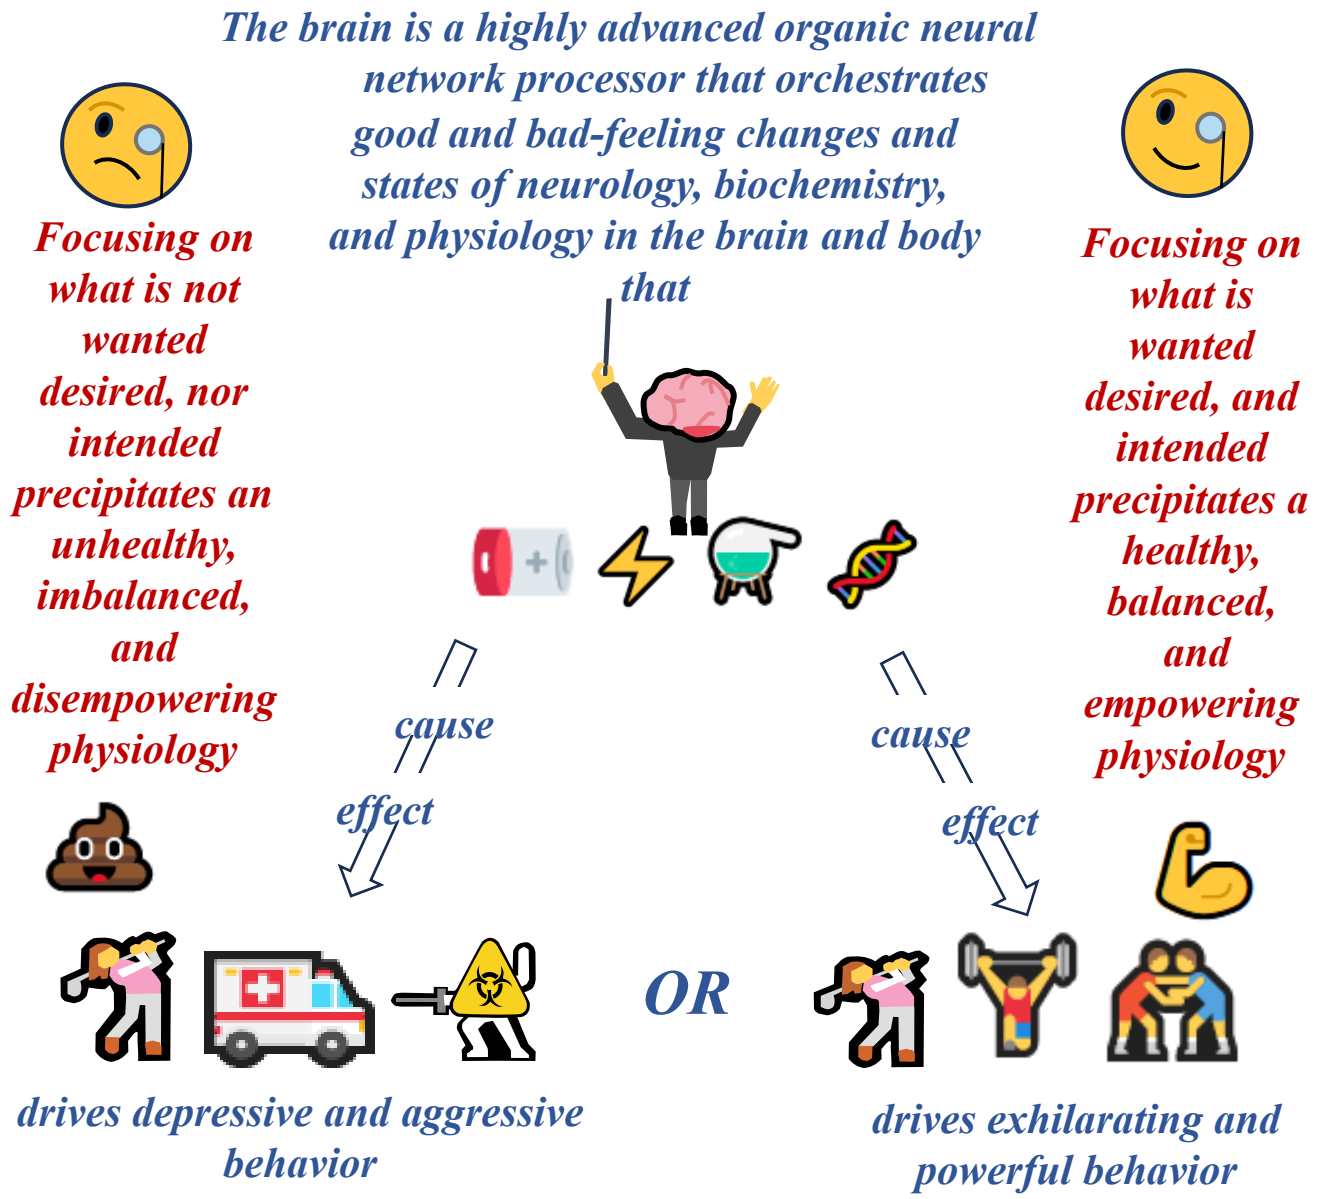 The brain is a highly advanced organic neural
network processor that orchestrates
good and bad-feeling changes and
states of neurology, biochemistry,
and physiology in the brain and body
that
Focusing on
what is not
wanted
desired, nor
intended
precipitates an
unhealthy,
imbalanced,
and
disempowering
physiology
Focusing on
what is
wanted
desired, and
intended
precipitates a
healthy,
balanced,
and
empowering
physiology
cause
effect
cause
effect
OR
drives depressive and aggressive
behavior
drives exhilarating and
powerful behavior